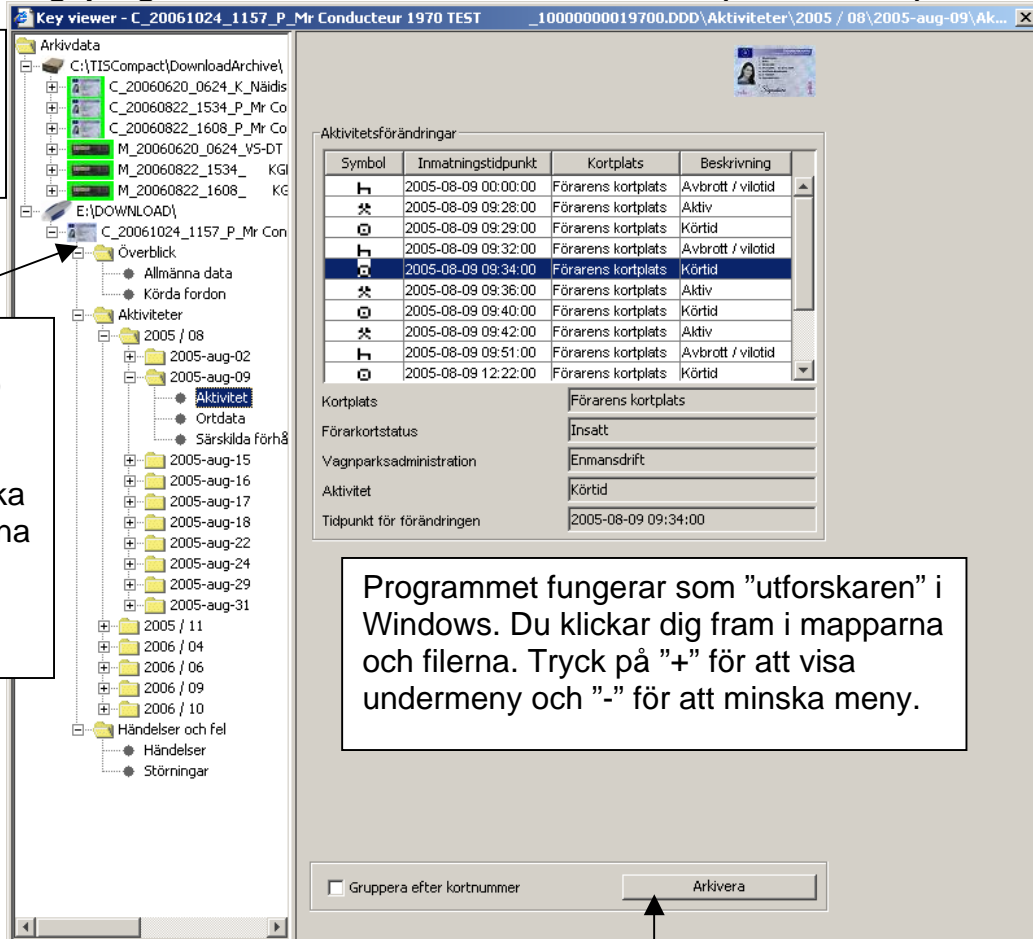 Key viewer - C_20061024_1157_P_Mr Conducteur 1970 TEST _10000000019700.DDD\Aktiviteter\2005 / 08\2005-aug-09\Ak...
Arkivdata
C:\TISCompact\DownloadArchive\
C_20060620_0624_K_Näidis
C_20060822_1534_P_Mr Co
C_20060822_1608_P_Mr Co
M_20060620_0624_VS-DT
M_20060822_1534_ KGI
M_20060822_1608_ KG
E:\DOWNLOAD\
C_20061024_1157_P_Mr Con
Överblick
Allmänna data
Körda fordon
Aktiviteter
2005 / 08
2005-aug-02
2005-aug-09
Aktivitet
Ortdata
Särskilda förhå
2005-aug-15
2005-aug-16
2005-aug-17
2005-aug-18
2005-aug-22
2005-aug-24
2005-aug-29
2005-aug-31
2005 / 11
2006 / 04
2006 / 06
2006 / 09
2006 / 10
Händelser och fel
Händelser
Störningar
ka
na
Aktivitetsförändringar
Symbol Inmatningstidpunkt Kortplats Beskrivning
2005-08-09 00:00:00 Förarens kortplats Avbrott / vilotid
2005-08-09 09:28:00 Förarens kortplats Aktiv
2005-08-09 09:29:00 Förarens kortplats Körtid
2005-08-09 09:32:00 Förarens kortplats Avbrott / vilotid
2005-08-09 09:34:00 Förarens kortplats Körtid
2005-08-09 09:36:00 Förarens kortplats Aktiv
2005-08-09 09:40:00 Förarens kortplats Körtid
2005-08-09 09:42:00 Förarens kortplats Aktiv
2005-08-09 09:51:00 Förarens kortplats Avbrott / vilotid
2005-08-09 12:22:00 Förarens kortplats Körtid
Kortplats Förarens kortplats
Förarkortstatus Insatt
Vagnparksadministration Enmansdrift
Aktivitet Körtid
Tidpunkt för förändringen 2005-08-09 09:34:00
Programmet fungerar som ”utforskaren” i
Windows. Du klickar dig fram i mapparna
och filerna. Tryck på ”+” för att visa
undermeny och ”-” för att minska meny.
Gruppera efter kortnummer Arkivera